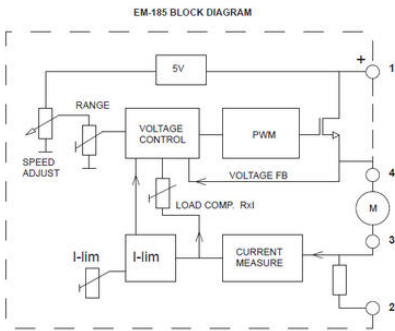 EM-185 BLOCK DIAGRAM
5V
+
1
RANGE
VOLTAGE
CONTROL
PWM
SPEED
ADJUST
VOLTAGE FB
4
LOAD COMP. RxI
M
I-lim
I-lim
CURRENT
MEASURE
3
2